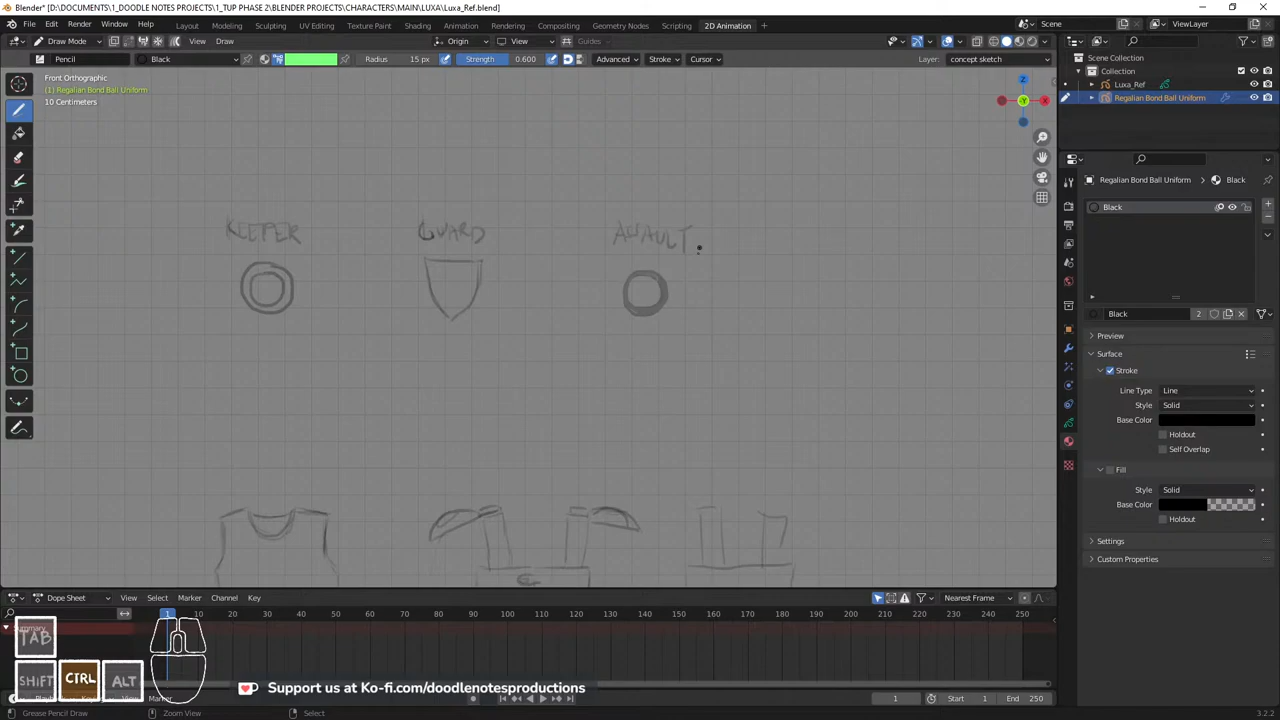 Blender* [D:\DOCUMENTS\1_DOODLE NOTES PROJECTS\1_TUP PHASE 2\BLENDER PROJECTS\CHARACTERS\MAIN\LUXA\Luxa_Ref.blend]
File Edit Render Window Help Layout Modeling Sculpting UV Editing Texture Paint Shading Animation Rendering Compositing Geometry Nodes Scripting 2D Animation + Scene ViewLayer
Draw Mode View Draw Origin View Guides
Pencil Black Radius 15 px Strength 0.600 Advanced Stroke Cursor Layer: concept sketch
Scene Collection
Collection
Luxa_Ref
Regalian Bond Ball Uniform
Front Orthographic
(1) Regalian Bond Ball Uniform
10 Centimeters
Z
Y
X
Regalian Bond Ball Uniform Black
Black
Black 2
Preview
Surface
Stroke
Line Type Line
Style Solid
Base Color
Holdout
Self Overlap
Fill
Style Solid
Base Color
Holdout
Settings
Custom Properties
KEEPER GUARD ASSAULT
Dope Sheet View Select Marker Channel Key Nearest Frame
1 10 20 30 40 50 60 70 80 90 100 110 120 130 140 150 160 170 180 190 200 210 220 230 240 250
Summary
TAB
SHIFT CTRL ALT
Marker
Support us at Ko-fi.com/doodlenotesproductions
1 Start 1 End 250
Grease Pencil Draw Zoom View Select 3.2.2